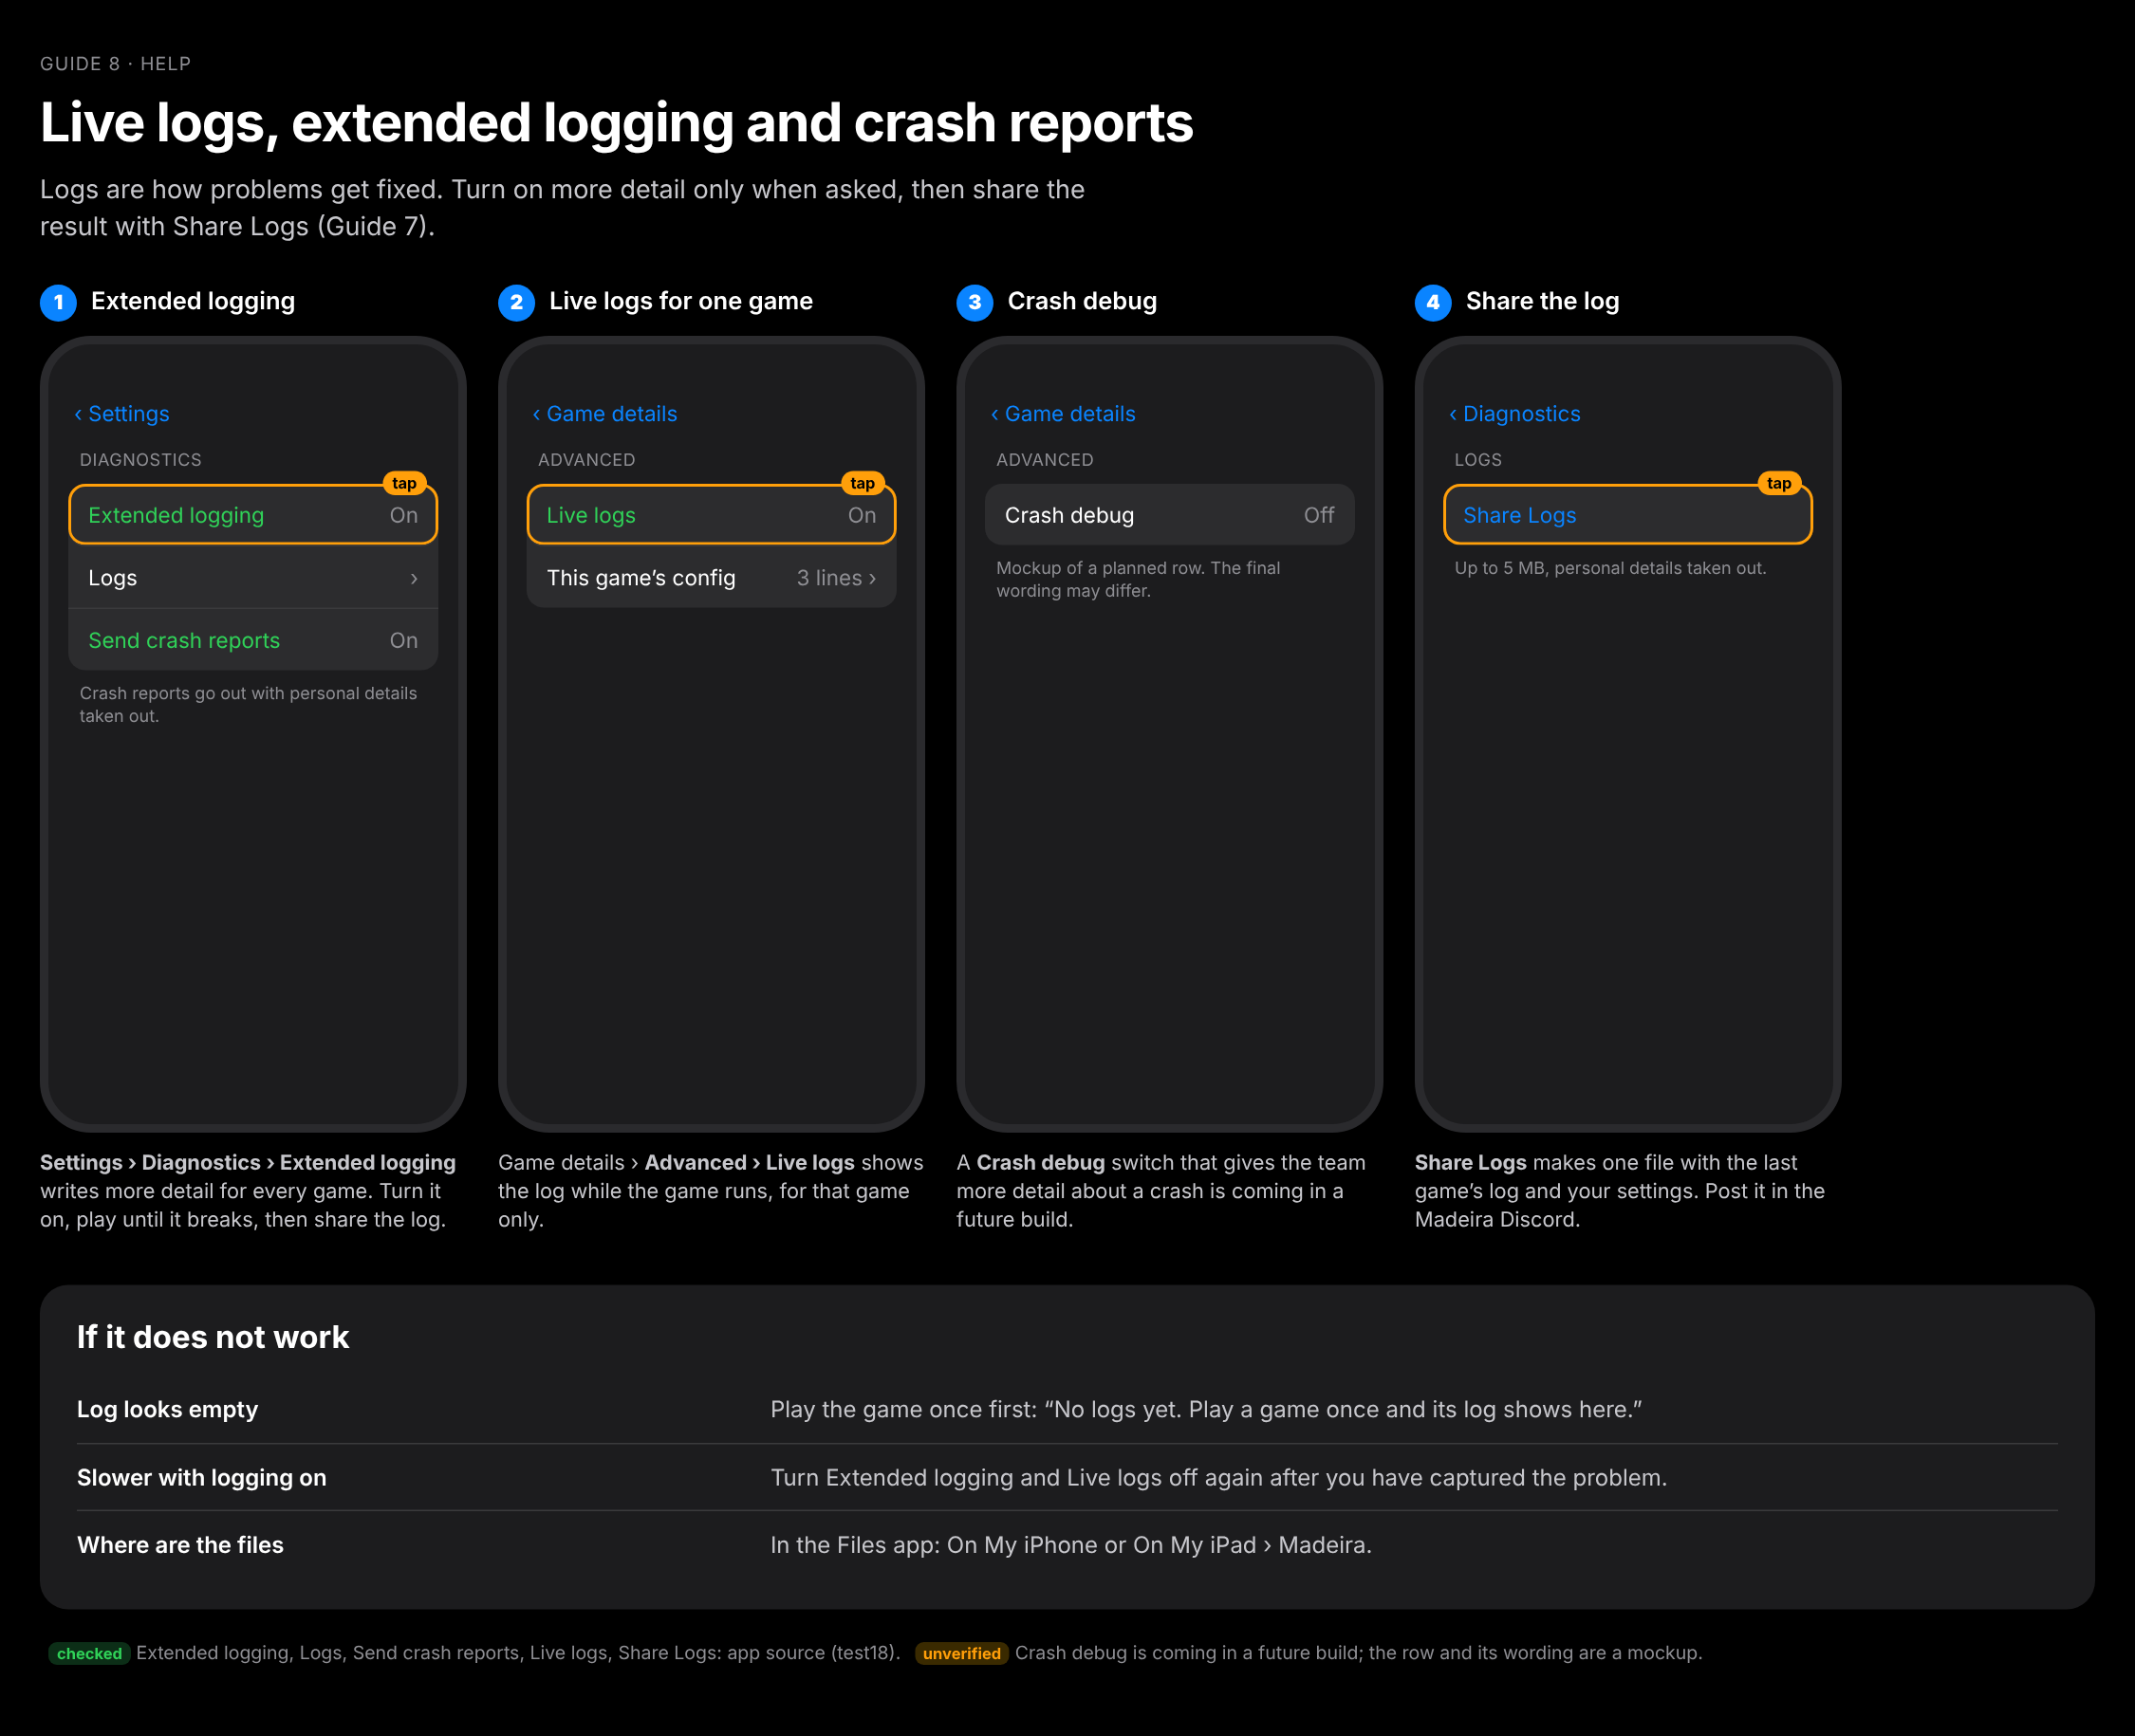 GUIDE 8 · HELP
Live logs, extended logging and crash reports
Logs are how problems get fixed. Turn on more detail only when asked, then share the
result with Share Logs (Guide 7).
1 Extended logging
‹ Settings
DIAGNOSTICS
tap
Extended logging On
Logs ›
Send crash reports On
Crash reports go out with personal details
taken out.
Settings › Diagnostics › Extended logging
writes more detail for every game. Turn it
on, play until it breaks, then share the log.
2 Live logs for one game
‹ Game details
ADVANCED
tap
Live logs On
This game’s config 3 lines ›
Game details › Advanced › Live logs shows
the log while the game runs, for that game
only.
3 Crash debug
‹ Game details
ADVANCED
Crash debug Off
Mockup of a planned row. The final
wording may differ.
A Crash debug switch that gives the team
more detail about a crash is coming in a
future build.
4 Share the log
‹ Diagnostics
LOGS
tap
Share Logs
Up to 5 MB, personal details taken out.
Share Logs makes one file with the last
game’s log and your settings. Post it in the
Madeira Discord.
If it does not work
Log looks empty Play the game once first: “No logs yet. Play a game once and its log shows here.”
Slower with logging on Turn Extended logging and Live logs off again after you have captured the problem.
Where are the files In the Files app: On My iPhone or On My iPad › Madeira.
checked Extended logging, Logs, Send crash reports, Live logs, Share Logs: app source (test18). unverified Crash debug is coming in a future build; the row and its wording are a mockup.